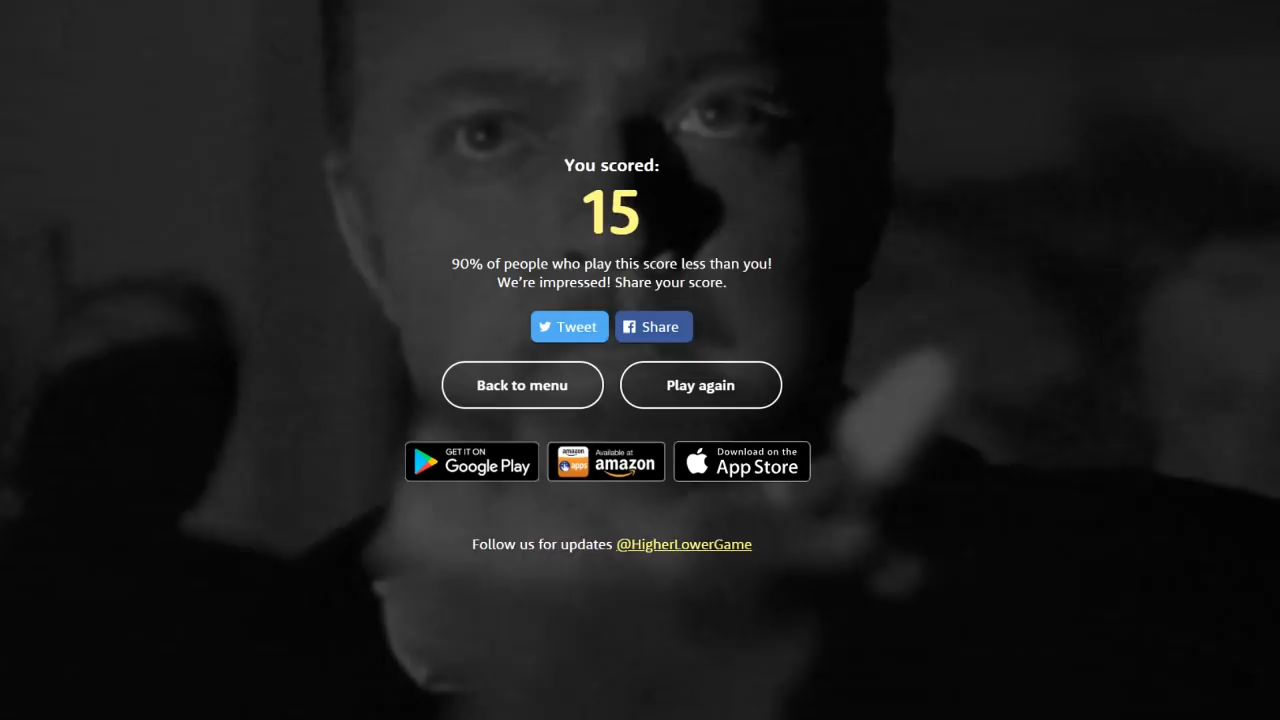 You scored:
15
90% of people who play this score less than you!
We're impressed! Share your score.
Tweet
Share
Back to menu
Play again
GET IT ON
Google Play
amazon
apps
Available at
amazon
Download on the
App Store
Follow us for updates @HigherLowerGame